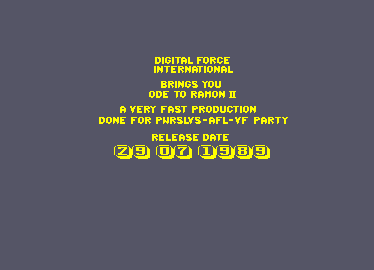 DIGITAL FORCE
INTERNATIONAL
BRINGS YOU
ODE TO RAMON II
A VERY FAST PRODUCTION
DONE FOR PWRSLVS-AFL-YF PARTY
RELEASE DATE
29 07 1989